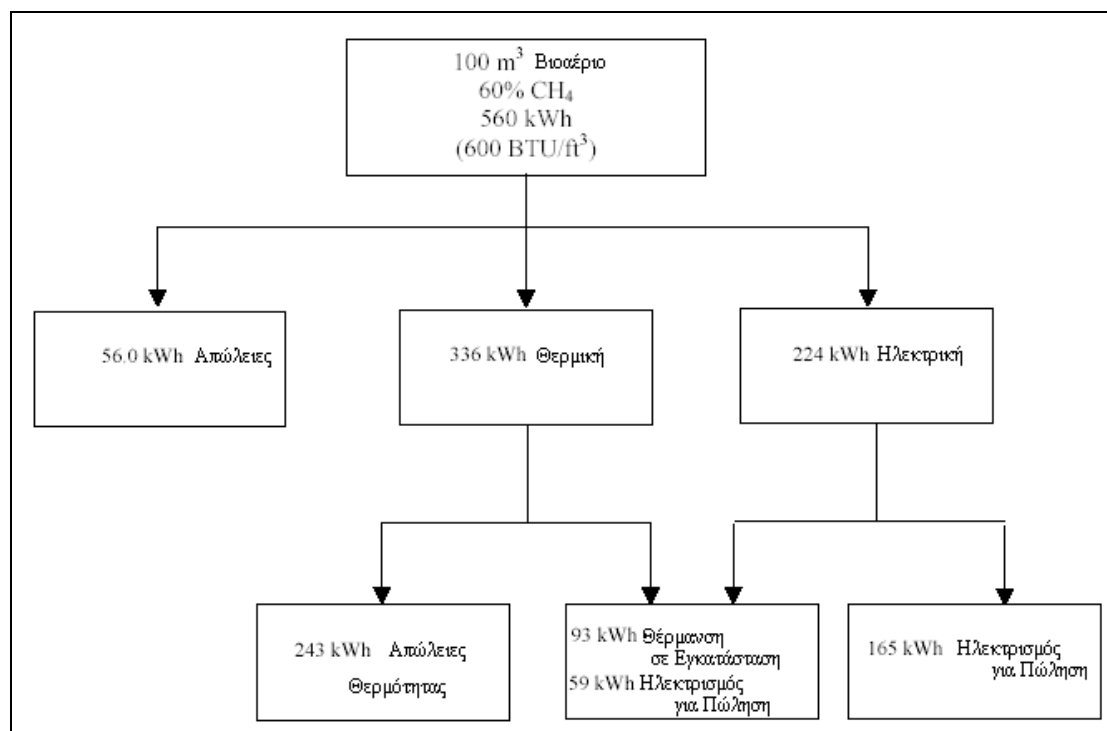 100 m³ Βιοαέριο
60% CH₄
560 kWh
(600 BTU/ft³)
56.0 kWh Απώλειες
336 kWh Θερμική
224 kWh Ηλεκτρική
243 kWh Απώλειες
Θερμότητας
93 kWh Θέρμανση
σε Εγκατάσταση
59 kWh Ηλεκτρισμός
για Πώληση
165 kWh Ηλεκτρισμός
για Πώληση